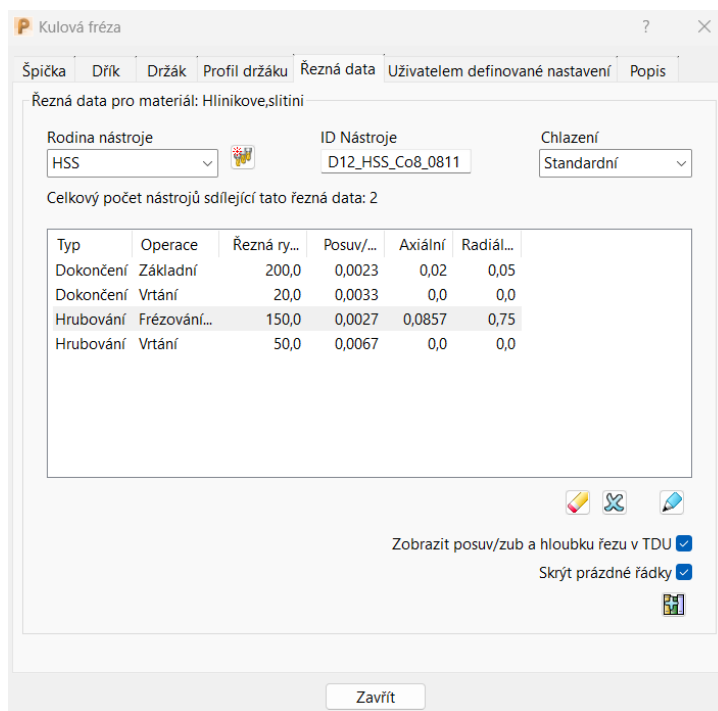 Kulová fréza
Špička Dřík Držák Profil držáku Řezná data Uživatelem definované nastavení Popis
Řezná data pro materiál: Hlinikove,slitini
Rodina nástroje ID Nástroje Chlazení
HSS D12_HSS_Co8_0811 Standardní
Celkový počet nástrojů sdílející tato řezná data: 2
Typ Operace Řezná ry... Posuv/... Axiální Radiál...
Dokončení Základní 200,0 0,0023 0,02 0,05
Dokončení Vrtání 20,0 0,0033 0,0 0,0
Hrubování Frézování... 150,0 0,0027 0,0857 0,75
Hrubování Vrtání 50,0 0,0067 0,0 0,0
Zobrazit posuv/zub a hloubku řezu v TDU
Skrýt prázdné řádky
Zavřít